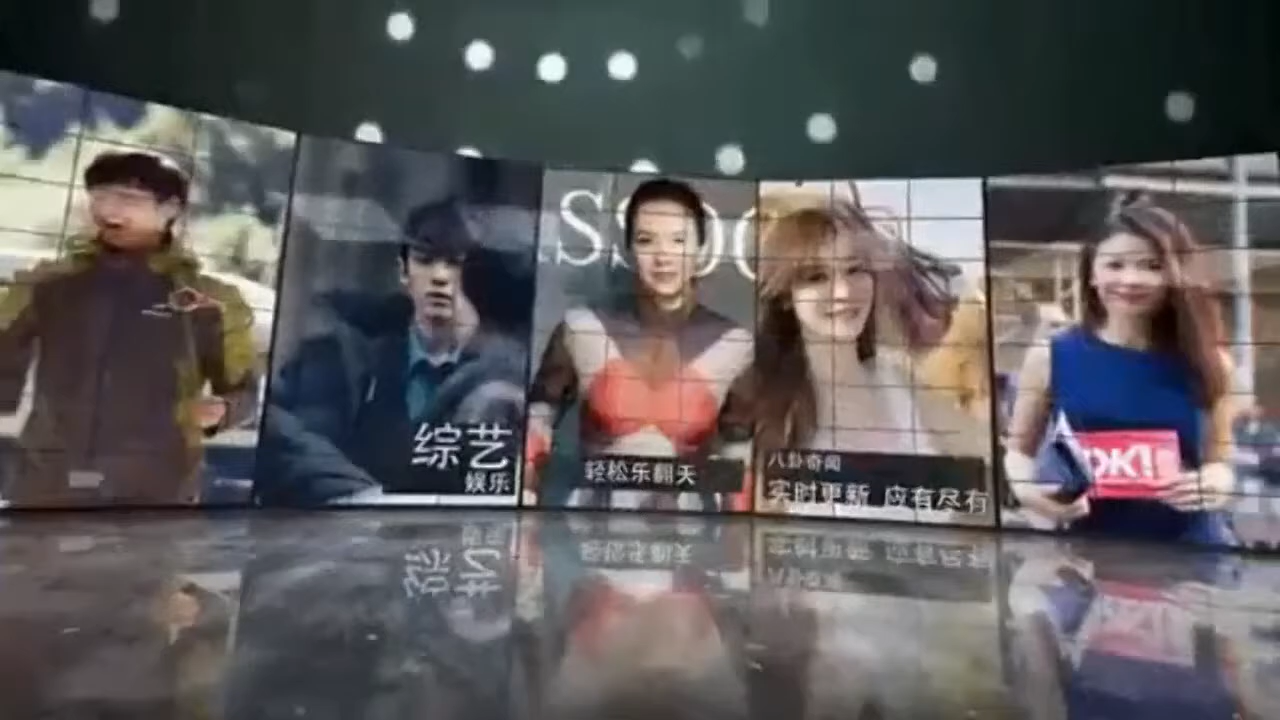 综艺
娱乐
轻松乐翻天
八卦奇闻
实时更新 应有尽有
OK!